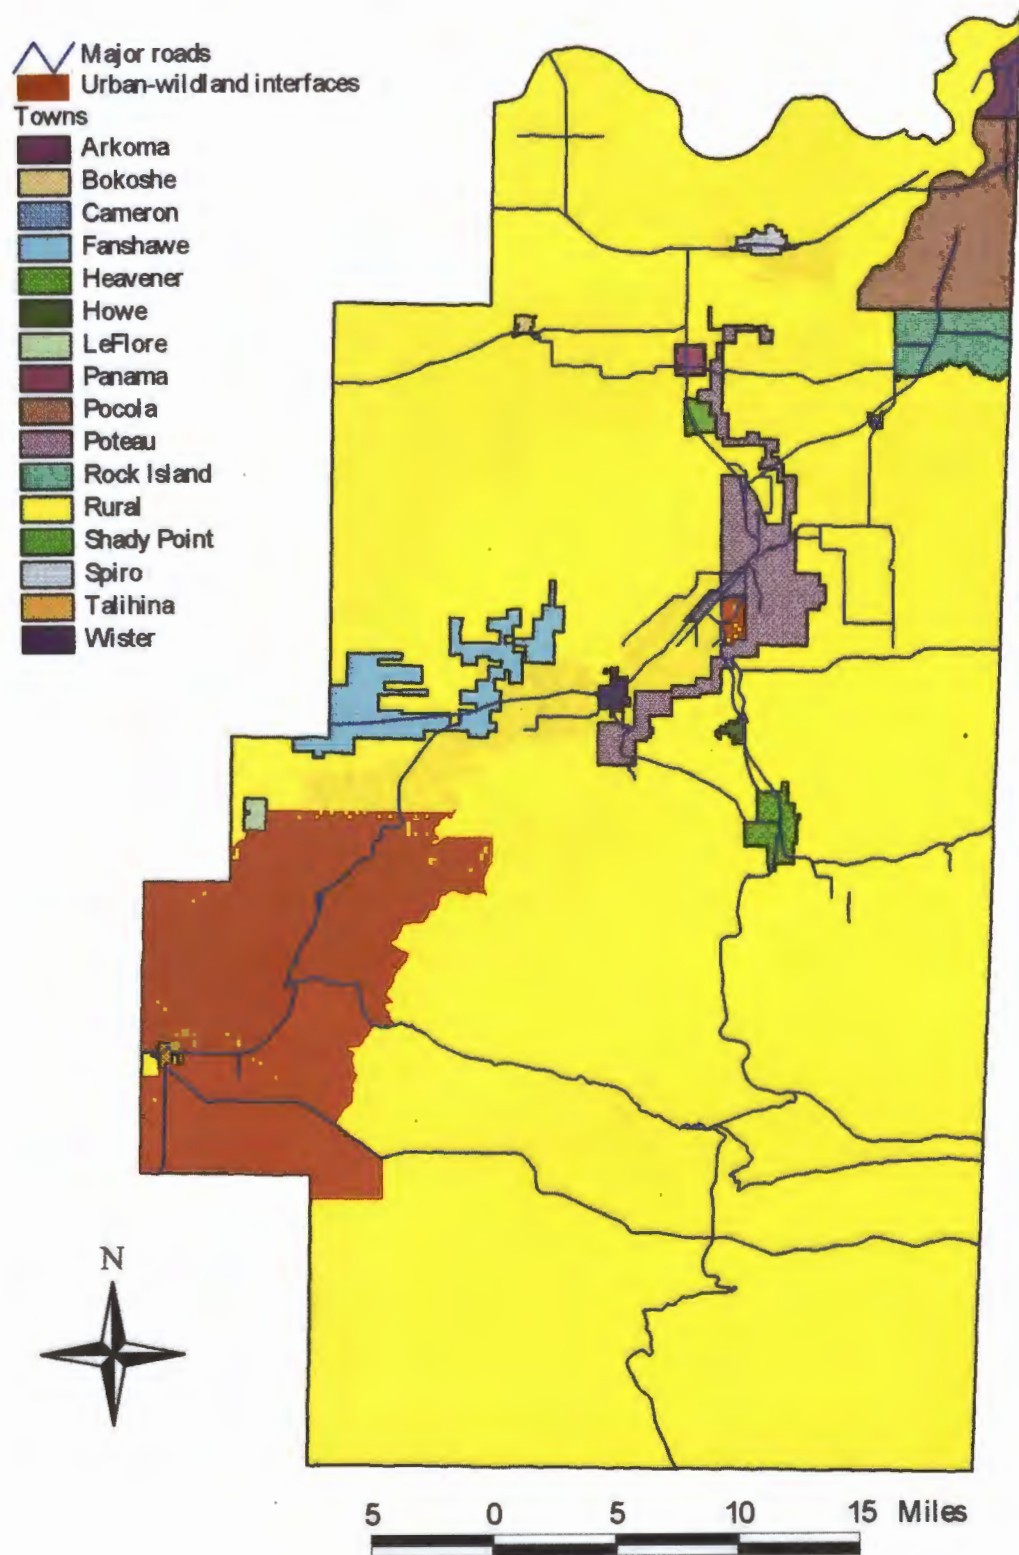 Major roads
Urban-wildland interfaces
Towns
Arkoma
Bokoshe
Cameron
Fanshawe
Heavener
Howe
LeFlore
Panama
Pocola
Poteau
Rock Island
Rural
Shady Point
Spiro
Talihina
Wister
N
5 0 5 10 15 Miles